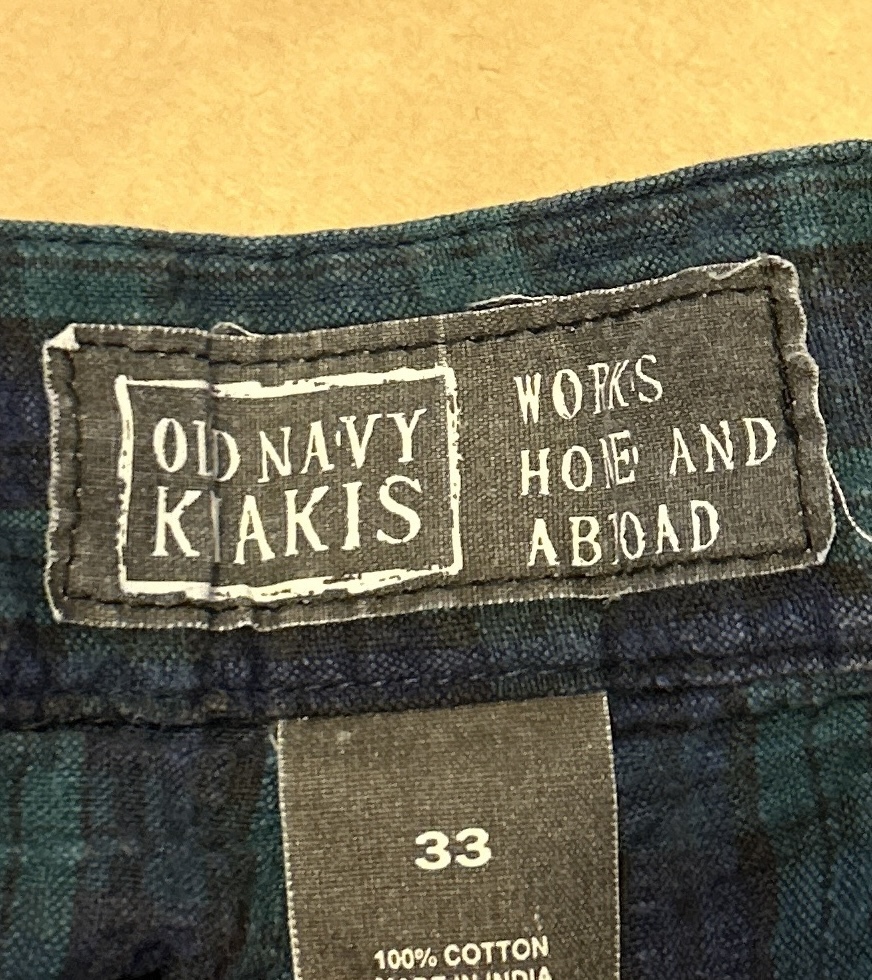 OLD NAVY
KHAKIS
WORKS
HOME AND
ABROAD
33
100% COTTON
MADE IN INDIA